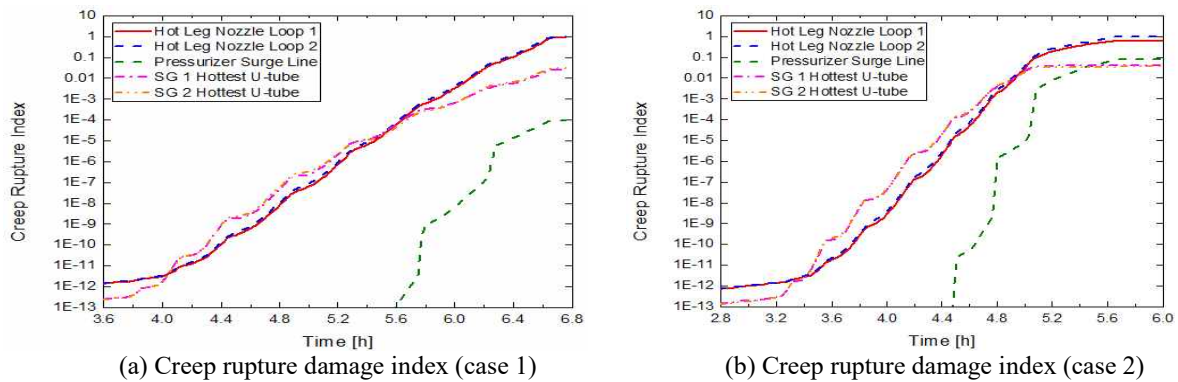 Hot Leg Nozzle Loop 1
Hot Leg Nozzle Loop 2
Pressurizer Surge Line
SG 1 Hottest U-tube
SG 2 Hottest U-tube
Creep Rupture Index
1
0.1
0.01
1E-3
1E-4
1E-5
1E-6
1E-7
1E-8
1E-9
1E-10
1E-11
1E-12
1E-13
3.6 4.0 4.4 4.8 5.2 5.6 6.0 6.4 6.8
Time [h]
(a) Creep rupture damage index (case 1)
Hot Leg Nozzle Loop 1
Hot Leg Nozzle Loop 2
Pressurizer Surge Line
SG 1 Hottest U-tube
SG 2 Hottest U-tube
Creep Rupture Index
1
0.1
0.01
1E-3
1E-4
1E-5
1E-6
1E-7
1E-8
1E-9
1E-10
1E-11
1E-12
1E-13
2.8 3.2 3.6 4.0 4.4 4.8 5.2 5.6 6.0
Time [h]
(b) Creep rupture damage index (case 2)